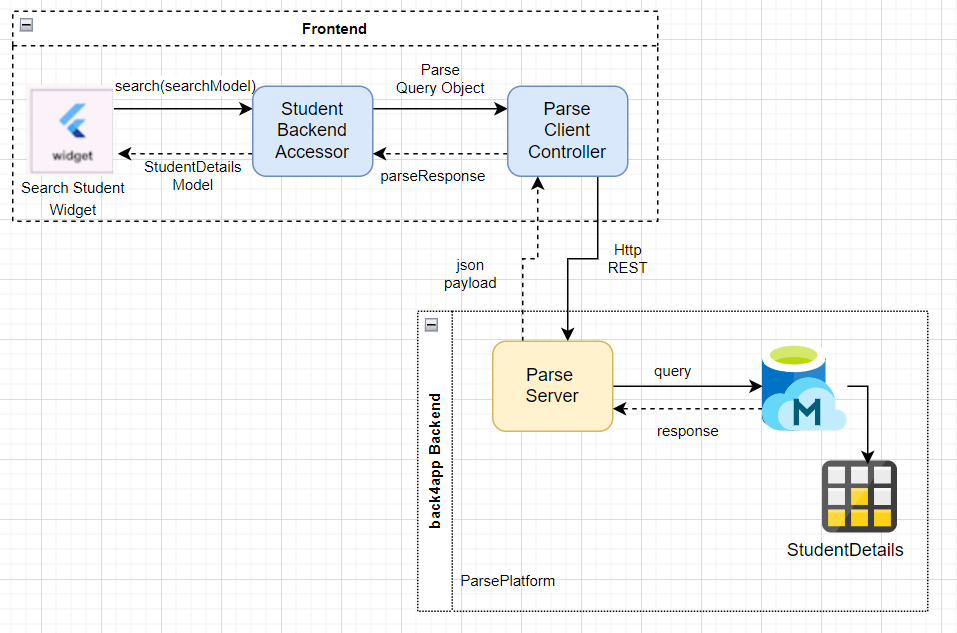 Frontend
search(searchModel)
Parse
Query Object
widget
Student
Backend
Accessor
Parse
Client
Controller
StudentDetails
Model
parseResponse
Search Student
Widget
json
payload
Http
REST
back4app Backend
Parse
Server
query
response
M
StudentDetails
ParsePlatform